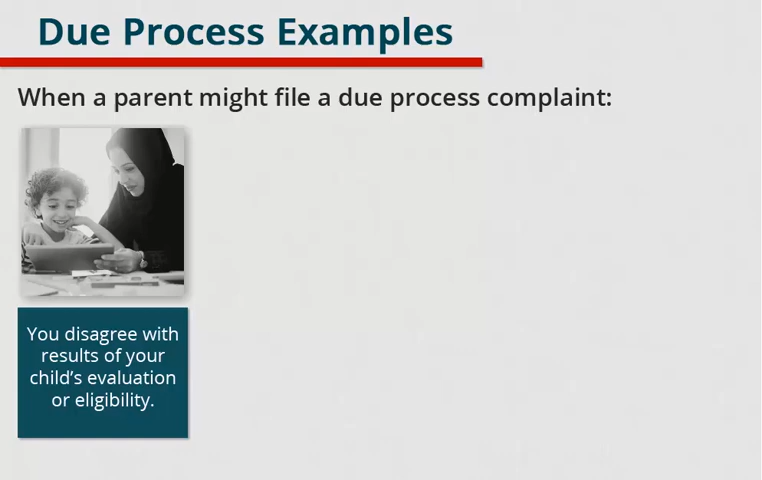 Due Process Examples
When a parent might file a due process complaint:
You disagree with
results of your
child’s evaluation
or eligibility.